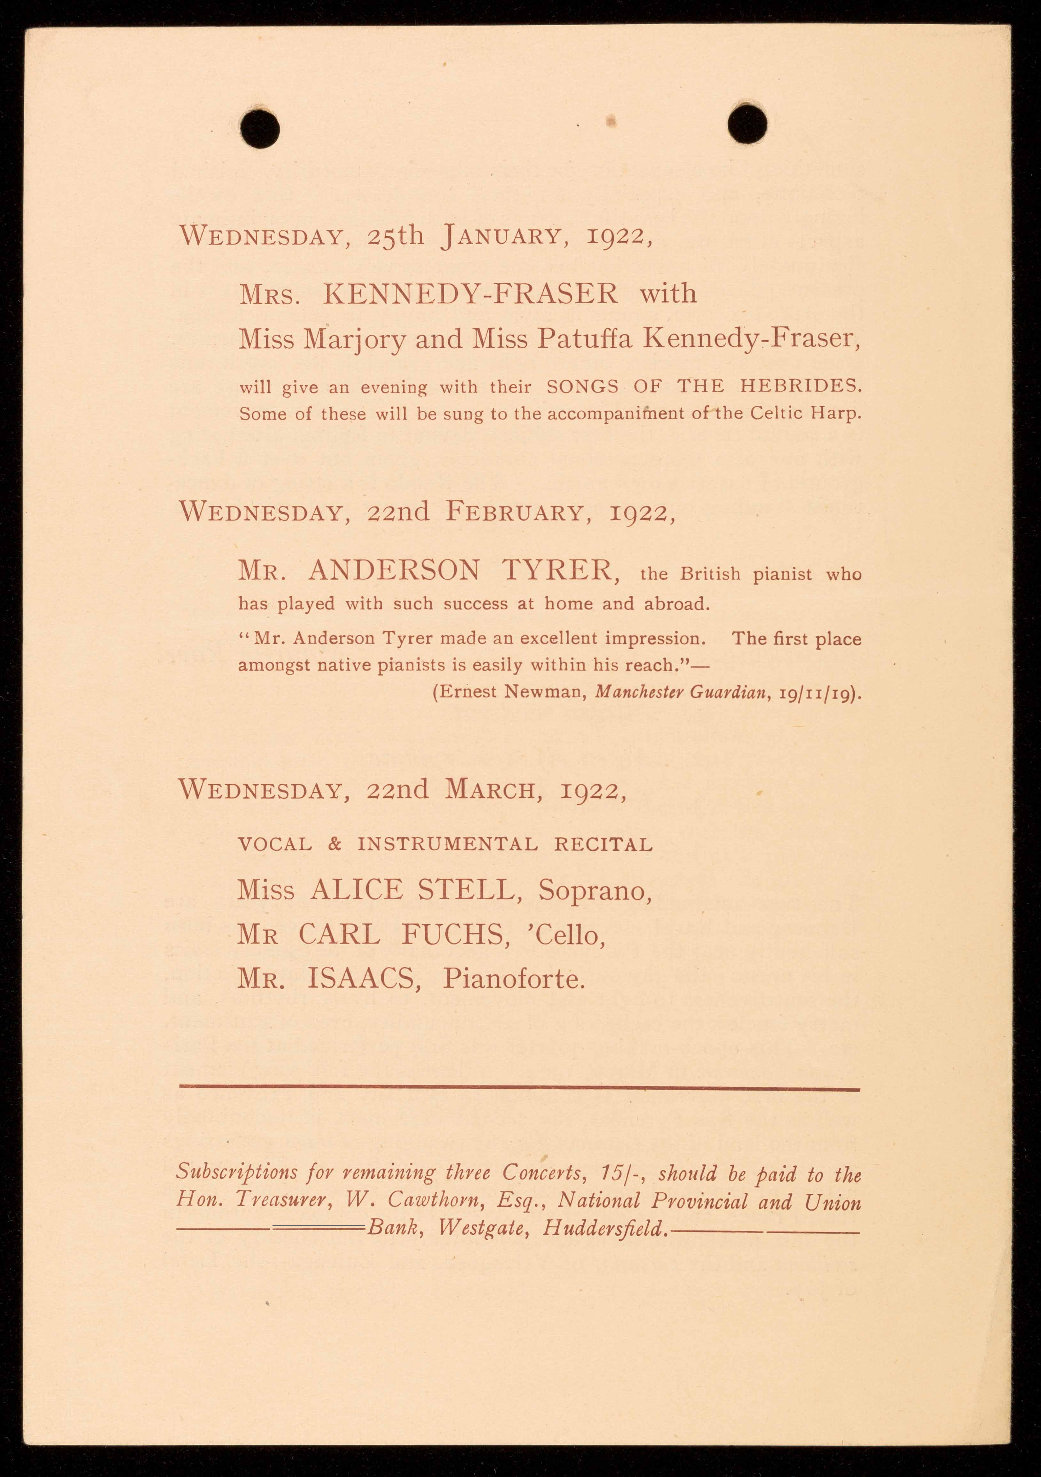 Wednesday, 25th January, 1922,
Mrs. KENNEDY-FRASER with
Miss Marjory and Miss Patuffa Kennedy-Fraser,
will give an evening with their SONGS OF THE HEBRIDES.
Some of these will be sung to the accompaniment of the Celtic Harp.
Wednesday, 22nd February, 1922,
Mr. ANDERSON TYRER, the British pianist who
has played with such success at home and abroad.
“Mr. Anderson Tyrer made an excellent impression. The first place
amongst native pianists is easily within his reach.”—
(Ernest Newman, Manchester Guardian, 19/11/19).
Wednesday, 22nd March, 1922,
VOCAL & INSTRUMENTAL RECITAL
Miss ALICE STELL, Soprano,
Mr CARL FUCHS, ’Cello,
Mr. ISAACS, Pianoforte.
Subscriptions for remaining three Concerts, 15/-, should be paid to the
Hon. Treasurer, W. Cawthorn, Esq., National Provincial and Union
Bank, Westgate, Huddersfield.